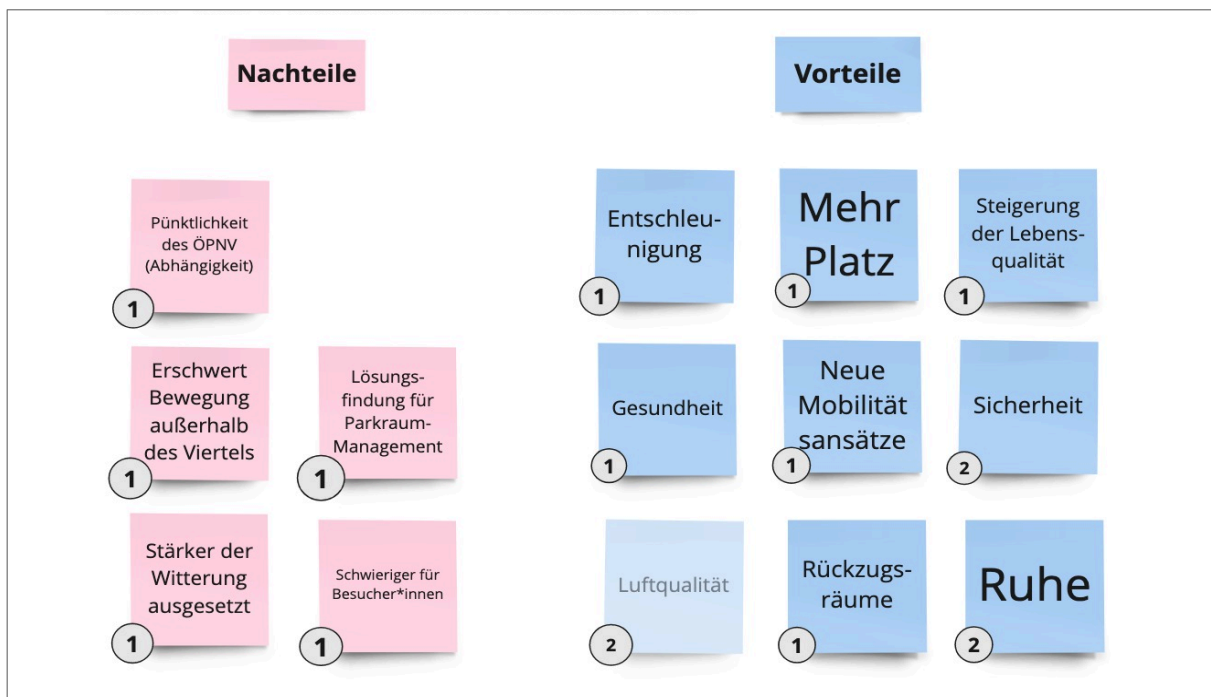 Nachteile
Pünktlichkeit
des ÖPNV
(Abhängigkeit)
1
Erschwert
Bewegung
außerhalb
des Viertels
1
Lösungs-
findung für
Parkraum-
Management
1
Stärker der
Witterung
ausgesetzt
1
Schwieriger für
Besucher*innen
1
Vorteile
Entschleu-
nigung
1
Mehr
Platz
1
Steigerung
der Lebens-
qualität
1
Gesundheit
1
Neue
Mobilität
sansätze
1
Sicherheit
2
Luftqualität
2
Rückzugs-
räume
1
Ruhe
2